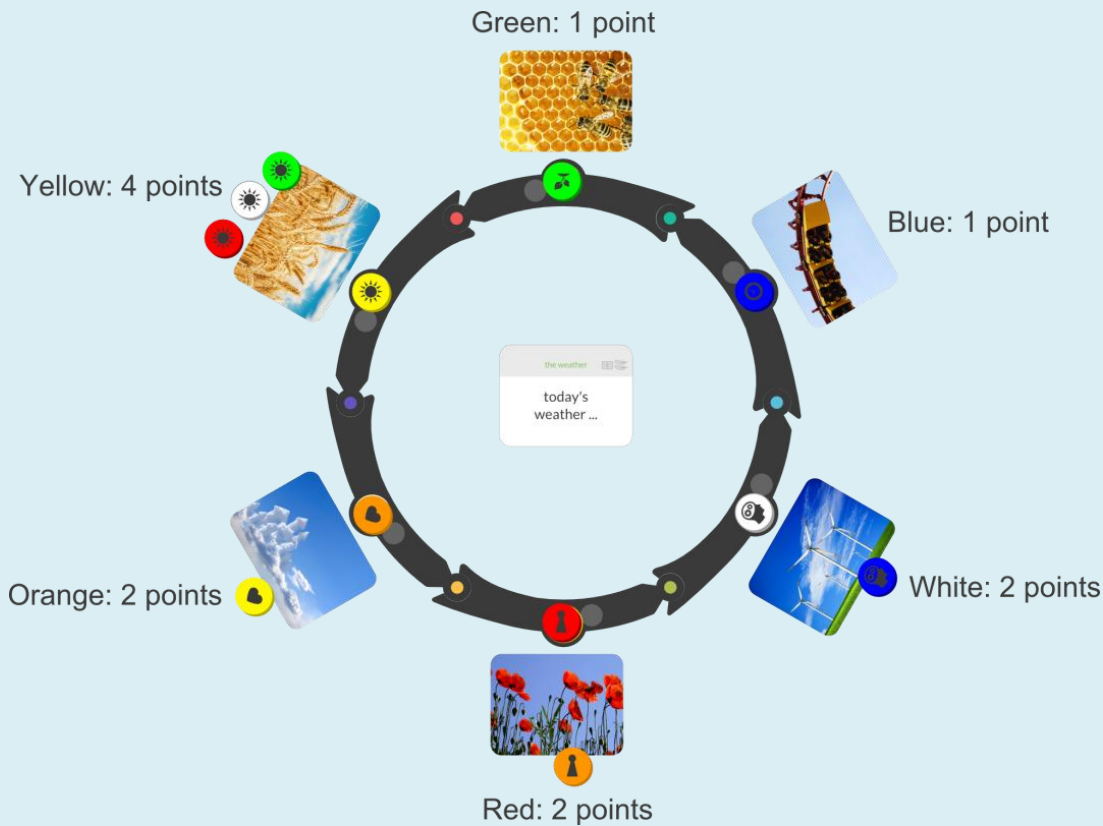 Green: 1 point
Yellow: 4 points
Blue: 1 point
the weather
today's
weather ...
Orange: 2 points
White: 2 points
Red: 2 points